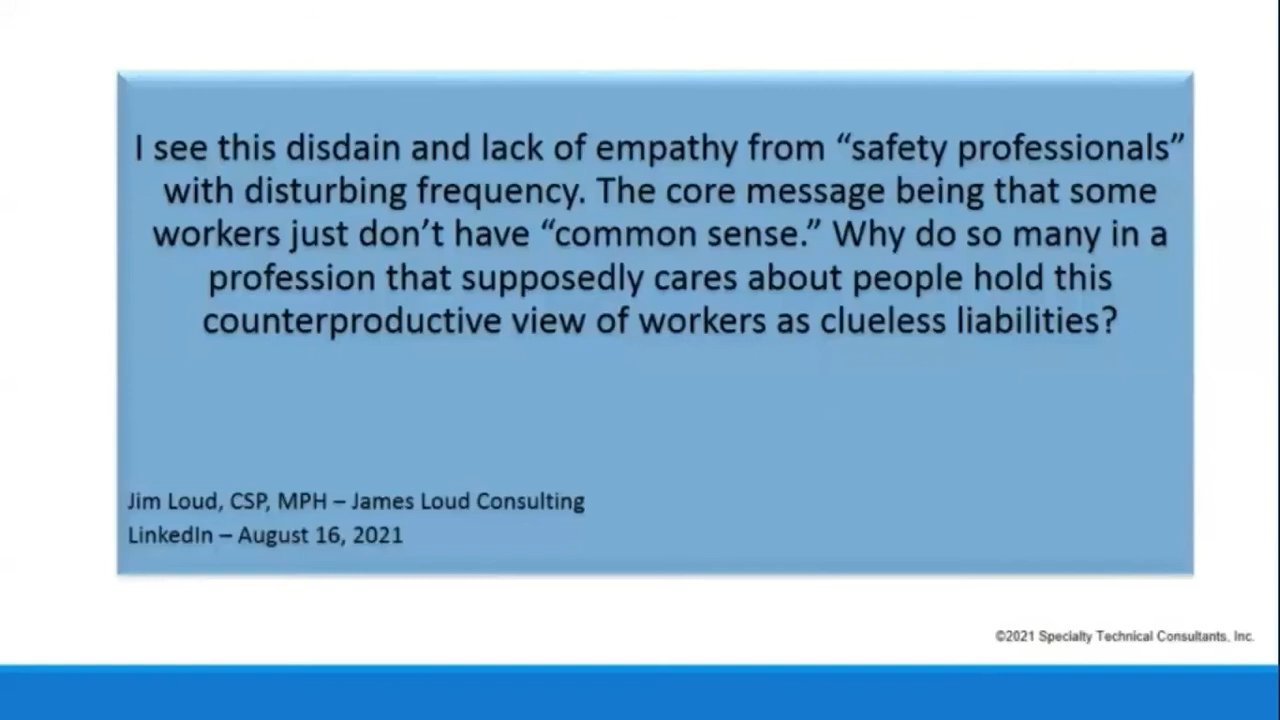 I see this disdain and lack of empathy from “safety professionals”
with disturbing frequency. The core message being that some
workers just don’t have “common sense.” Why do so many in a
profession that supposedly cares about people hold this
counterproductive view of workers as clueless liabilities?
Jim Loud, CSP, MPH – James Loud Consulting
LinkedIn – August 16, 2021
©2021 Specialty Technical Consultants, Inc.